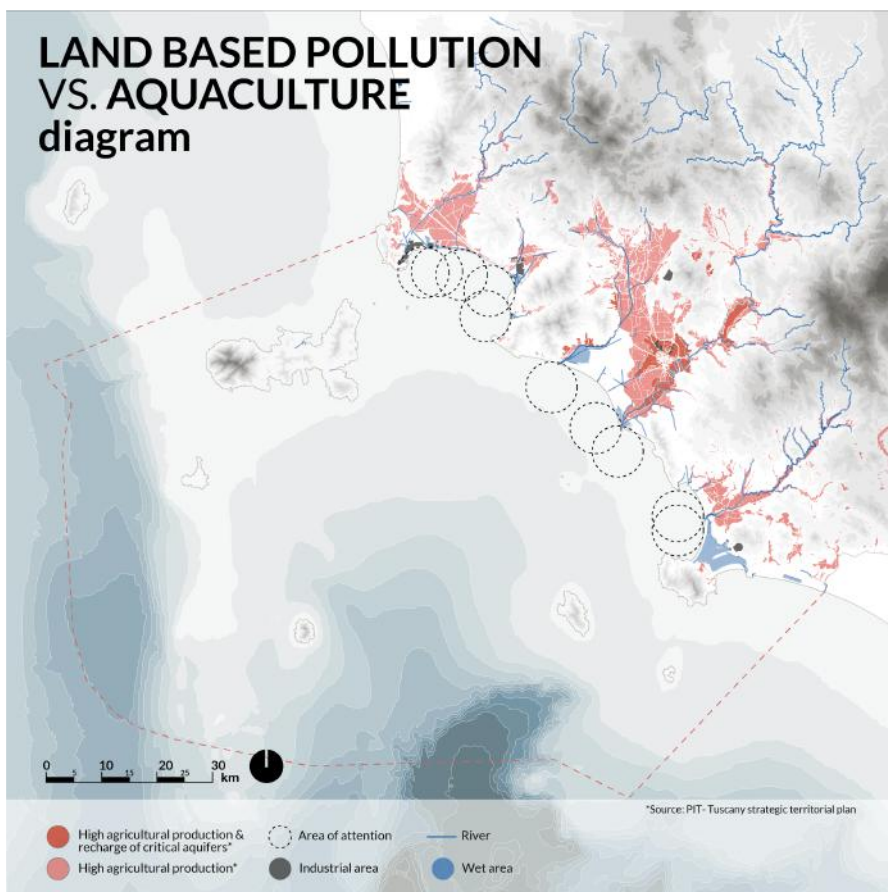 LAND BASED POLLUTION
VS. AQUACULTURE
diagram
0 10 20 30
5 15 25 km
*Source: PIT- Tuscany strategic territorial plan
High agricultural production &
recharge of critical aquifers*
High agricultural production*
Area of attention
Industrial area
River
Wet area